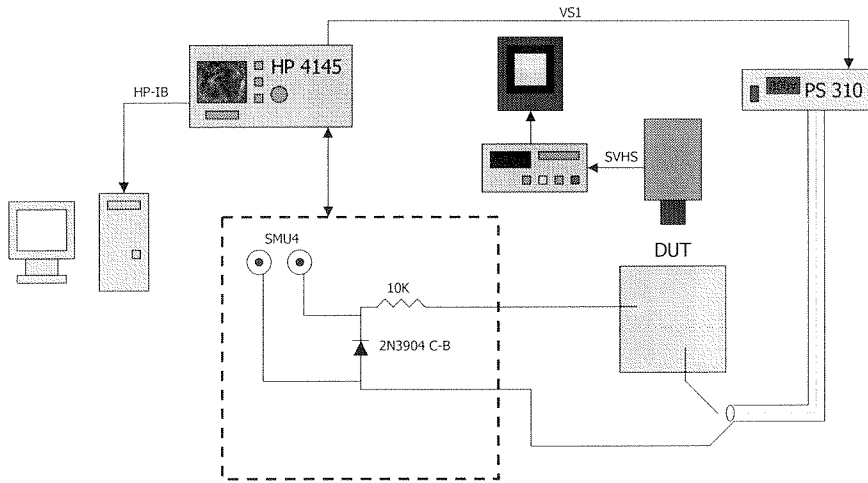 VS1
HP 4145
HP-IB
PS 310
SVHS
SMU4
DUT
10K
2N3904 C-B